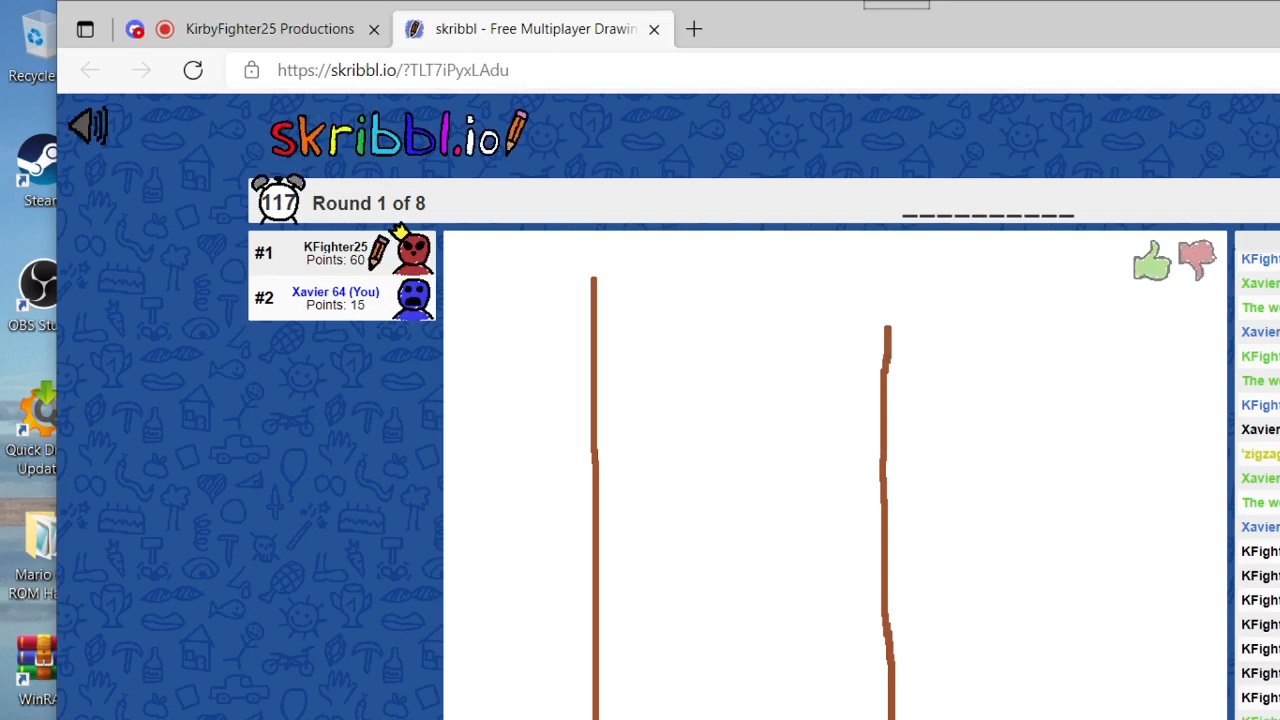 Recycle
KirbyFighter25 Productions
skribbl - Free Multiplayer Drawin
https://skribbl.io/?TLT7iPyxLAdu
skribbl.io
117
Round 1 of 8
_ _ _ _ _ _ _ _ _ _
#1
KFighter25
Points: 60
#2
Xavier 64 (You)
Points: 15
Steam
OBS Stu
Quick D
Updat
Mario
ROM Ha
WinRA
KFight
Xavier
The w
Xavier
KFight
The w
KFight
Xavier
'zigzag
Xavier
The w
Xavier
KFight
KFight
KFight
KFight
KFight
KFight
KFight